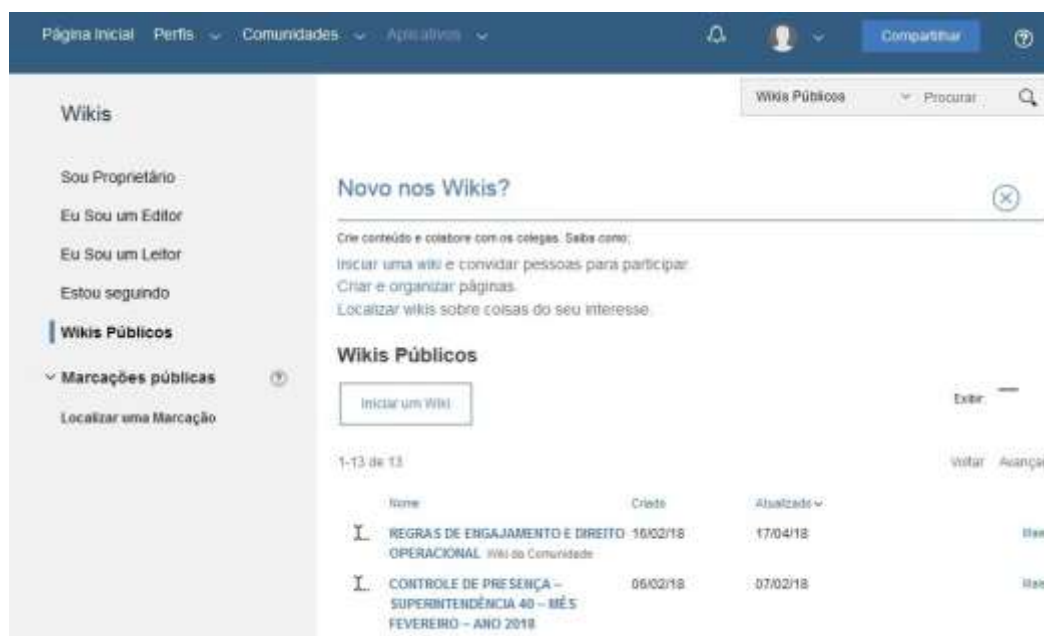 Página Inicial Perfis Comunidades Aplicativos Compartilhar
Wikis Públicos Procurar
Wikis
Sou Proprietário
Eu Sou um Editor
Eu Sou um Leitor
Estou seguindo
Wikis Públicos
Marcações públicas
Localizar uma Marcação
Novo nos Wikis?
Crie conteúdo e colabore com os colegas. Saiba como:
Iniciar uma wiki e convidar pessoas para participar.
Criar e organizar páginas.
Localizar wikis sobre coisas do seu interesse.
Wikis Públicos
Iniciar um Wiki
Exibir:
1-13 de 13 Voltar Avançar
Nome Criado Atualizado
REGRAS DE ENGAJAMENTO E DIREITO 16/02/18 17/04/18
OPERACIONAL Wiki da Comunidade
CONTROLE DE PRESENÇA – 06/02/18 07/02/18
SUPERINTENDÊNCIA 40 – MÊS
FEVEREIRO – ANO 2018